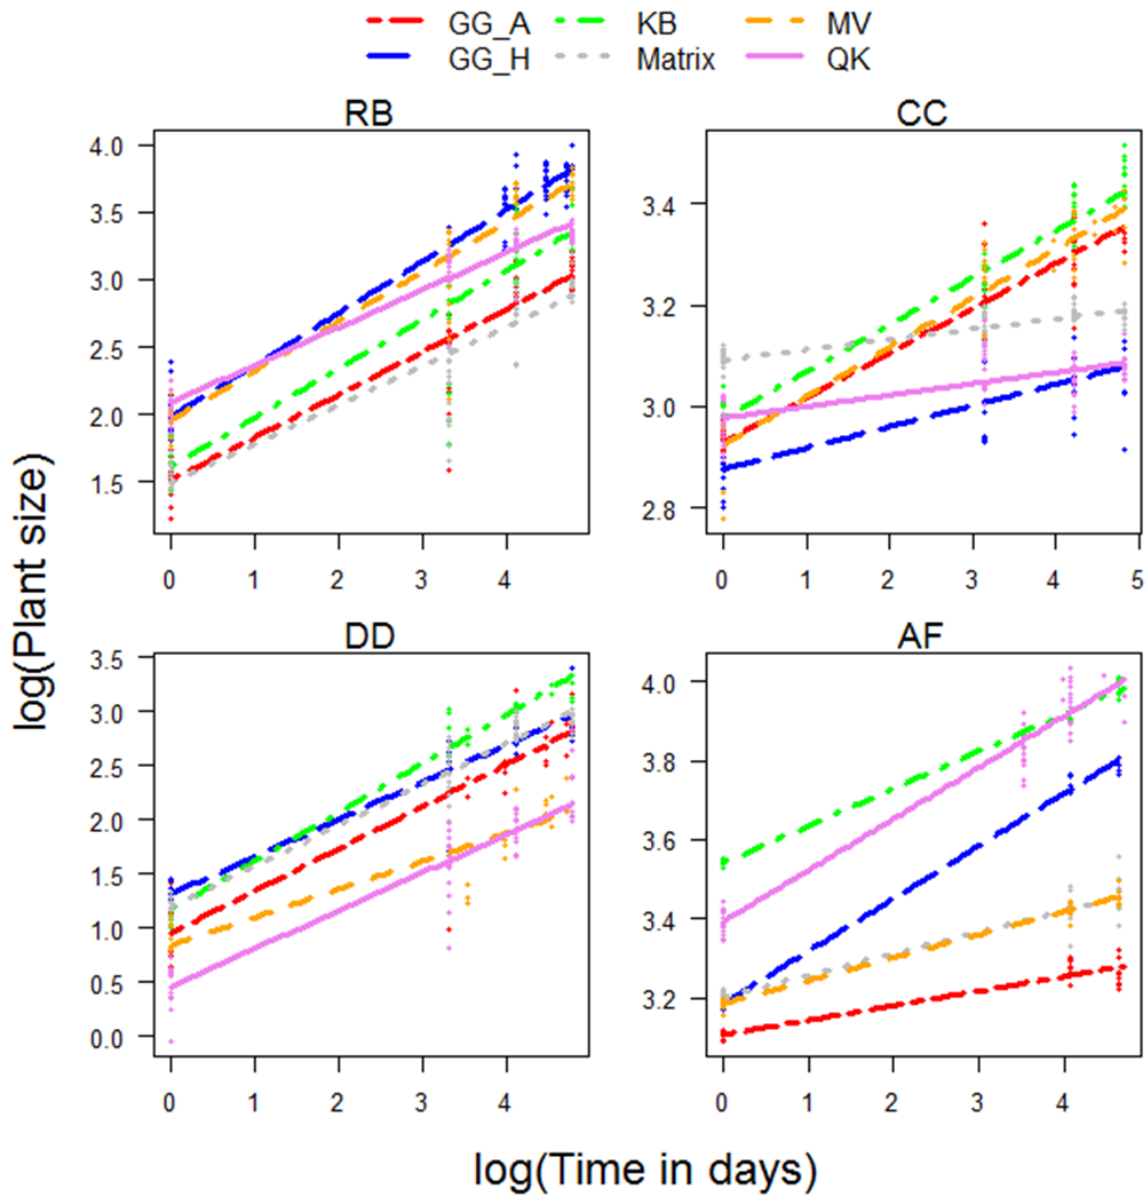 GG_A KB MV
GG_H Matrix QK
RB CC
4.0
3.5
3.0
2.5
2.0
1.5
3.4
3.2
3.0
2.8
0 1 2 3 4
0 1 2 3 4 5
DD AF
3.5
3.0
2.5
2.0
1.5
1.0
0.5
0.0
4.0
3.8
3.6
3.4
3.2
0 1 2 3 4
0 1 2 3 4
log(Plant size)
log(Time in days)